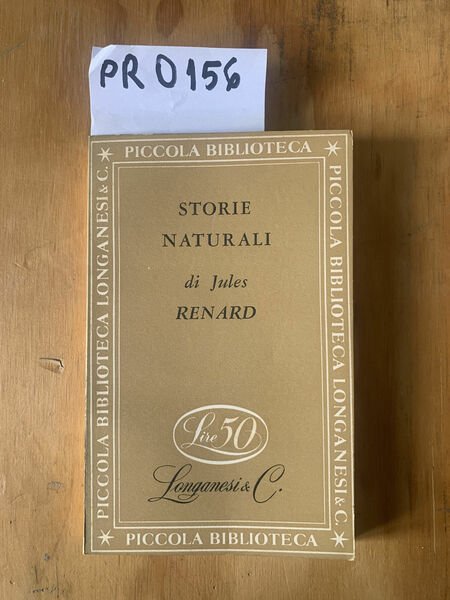 PR0156
PICCOLA BIBLIOTECA
PICCOLA BIBLIOTECA LONGANESI & C.
PICCOLA BIBLIOTECA LONGANESI & C.
STORIE
NATURALI
di Jules
RENARD
Lire 50
Longanesi & C.
PICCOLA BIBLIOTECA